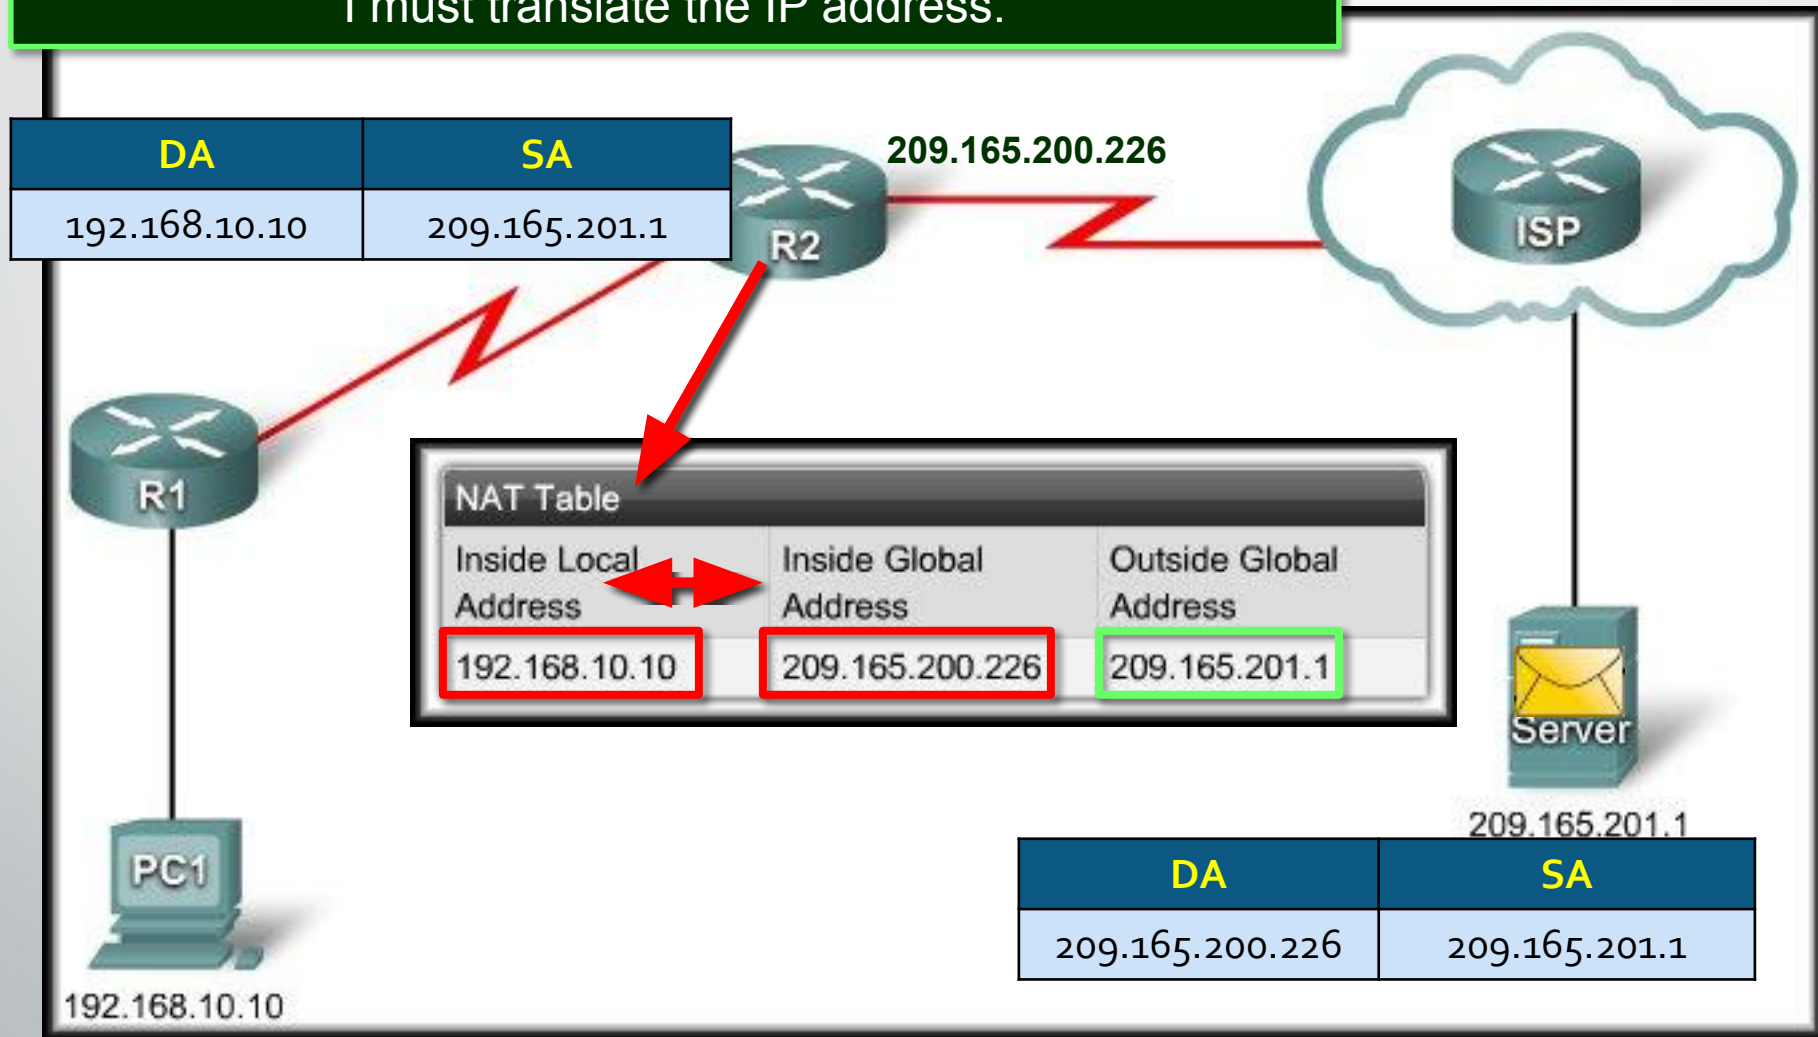 I must translate the IP address.
DA SA
192.168.10.10 209.165.201.1
209.165.200.226
R2
ISP
R1
NAT Table
Inside Local Inside Global Outside Global
Address Address Address
192.168.10.10 209.165.200.226 209.165.201.1
Server
209.165.201.1
PC1
192.168.10.10
DA SA
209.165.200.226 209.165.201.1